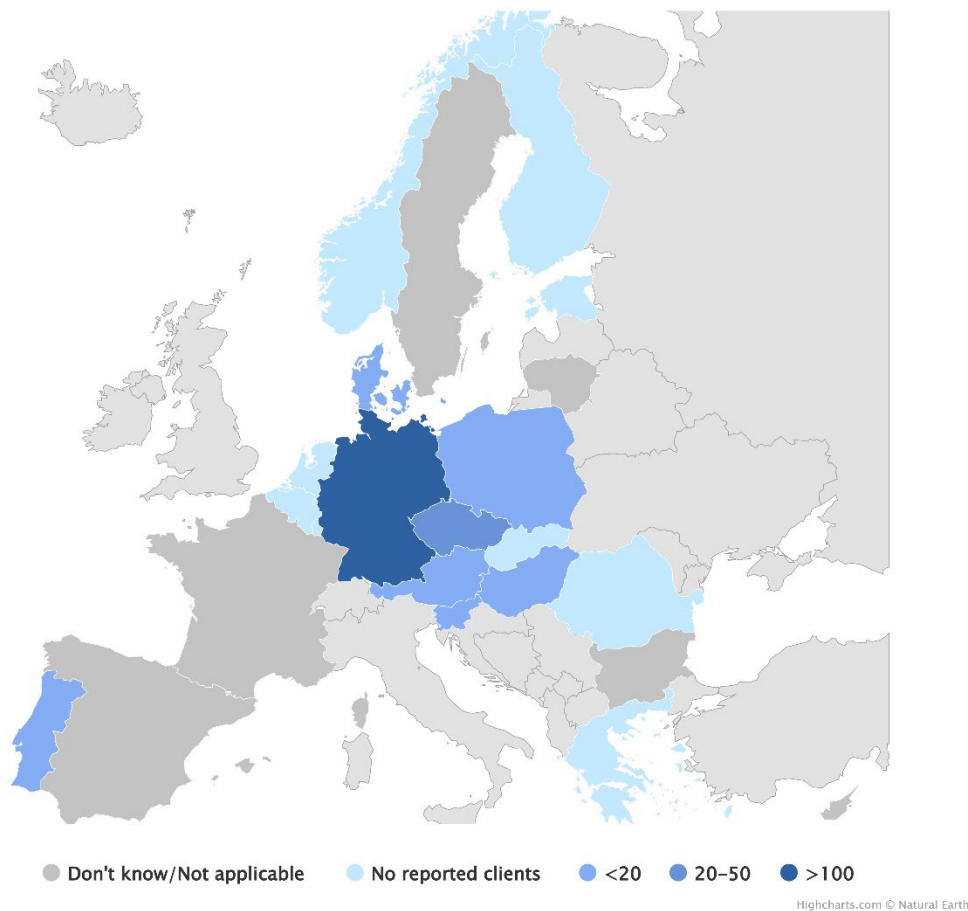 Don't know/Not applicable No reported clients <20 20–50 >100
Highcharts.com © Natural Earth